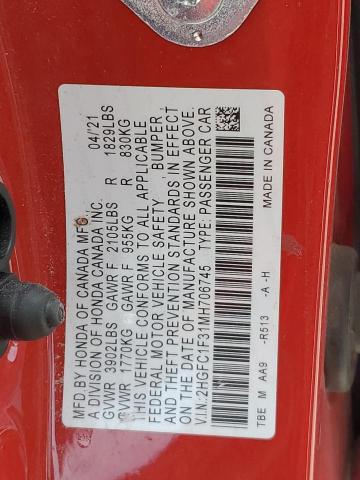 MFD.BY HONDA OF CANADA MFG. 04/'21
A DIVISION OF HONDA CANADA INC.
GVWR 3902LBS GAWR F 2105LBS R 1829LBS
GVWR 1770KG GAWR F 955KG R 830KG
THIS VEHICLE CONFORMS TO ALL APPLICABLE
FEDERAL MOTOR VEHICLE SAFETY , BUMPER ,
AND THEFT PREVENTION STANDARDS IN EFFECT
ON THE DATE OF MANUFACTURE SHOWN ABOVE.
V.I.N.:2HGFC1F31MH706745 TYPE: PASSENGER CAR
TBE M AA9 -R513 -A -H MADE IN CANADA